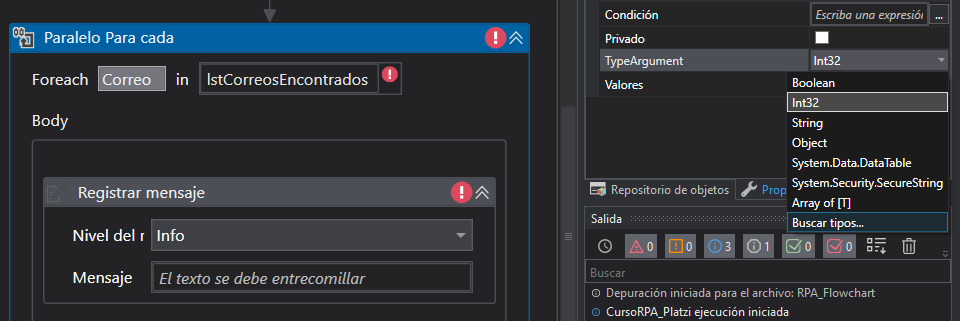 Paralelo Para cada
Foreach Correo in lstCorreosEncontrados
Body
Registrar mensaje
Nivel del r Info
Mensaje El texto se debe entrecomillar
Condición Escriba una expresión ...
Privado
TypeArgument Int32
Valores
Boolean
Int32
String
Object
System.Data.DataTable
System.Security.SecureString
Array of [T]
Buscar tipos...
Repositorio de objetos Prop
Salida
0 0 3 1 0 0
Buscar
Depuración iniciada para el archivo: RPA_Flowchart
CursoRPA_Platzi ejecución iniciada